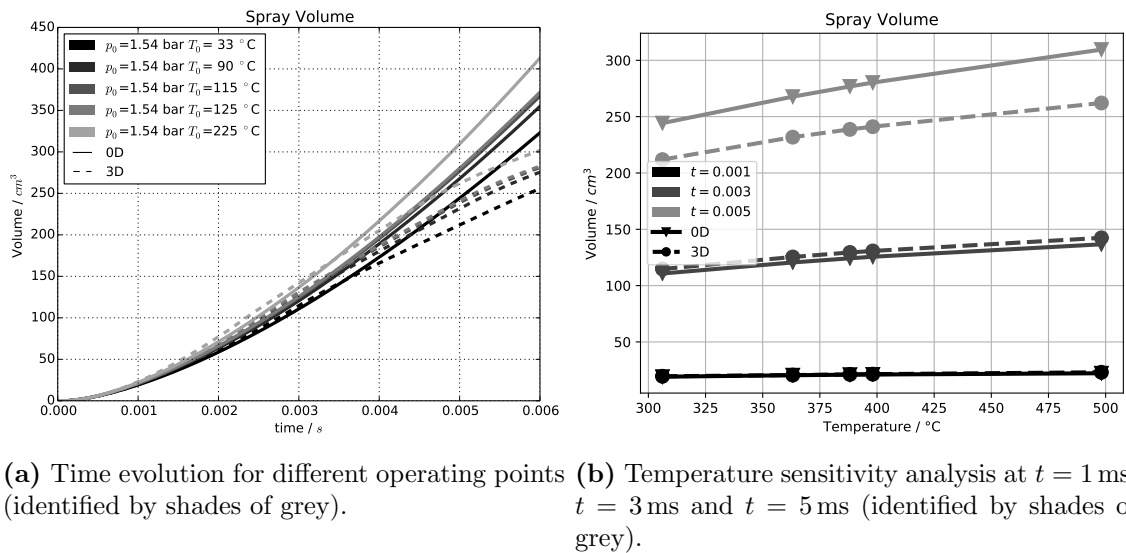 Spray Volume
450
400
350
300
250
200
150
100
50
0
Volume / cm³
p₀=1.54 bar T₀= 33 °C
p₀=1.54 bar T₀= 90 °C
p₀=1.54 bar T₀=115 °C
p₀=1.54 bar T₀=125 °C
p₀=1.54 bar T₀=225 °C
0D
3D
0.000 0.001 0.002 0.003 0.004 0.005 0.006
time / s
Spray Volume
300
250
200
150
100
50
Volume / cm³
t = 0.001
t = 0.003
t = 0.005
0D
3D
300 325 350 375 400 425 450 475 500
Temperature / °C
(a) Time evolution for different operating points
(identified by shades of grey).
(b) Temperature sensitivity analysis at t = 1 ms
t = 3 ms and t = 5 ms (identified by shades o
grey).